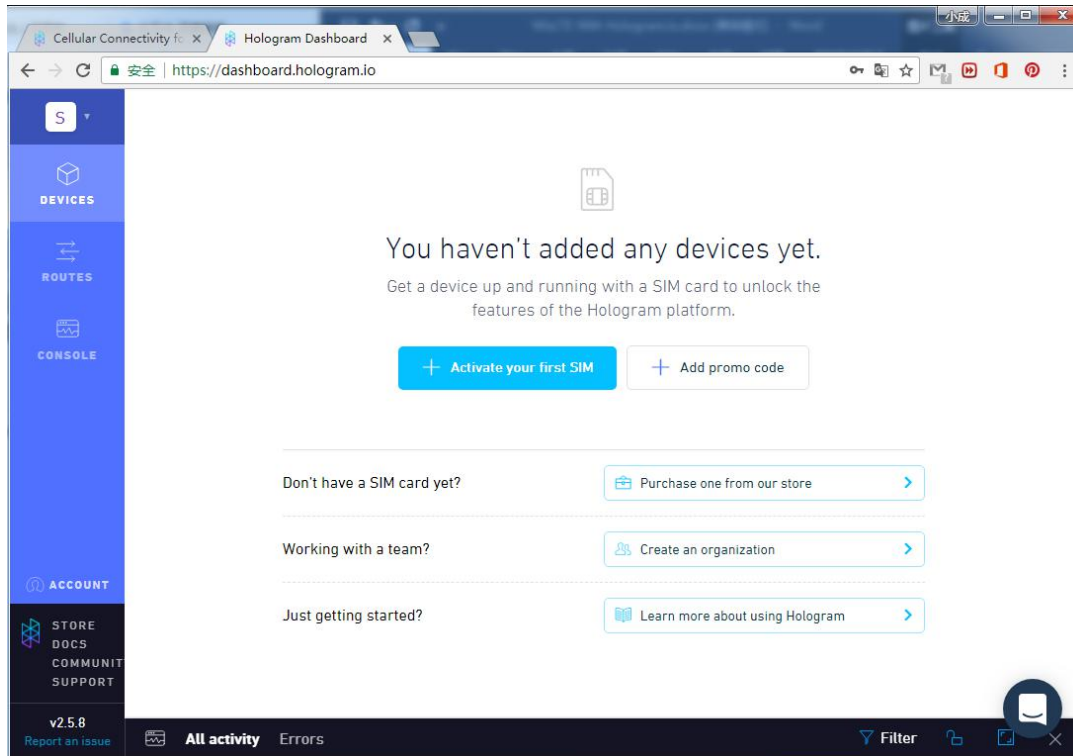 小成
Cellular Connectivity fo
Hologram Dashboard
安全 | https://dashboard.hologram.io
S
DEVICES
ROUTES
CONSOLE
ACCOUNT
STORE
DOCS
COMMUNIT
SUPPORT
v2.5.8
Report an issue
You haven't added any devices yet.
Get a device up and running with a SIM card to unlock the
features of the Hologram platform.
Activate your first SIM
Add promo code
Don't have a SIM card yet?
Purchase one from our store
Working with a team?
Create an organization
Just getting started?
Learn more about using Hologram
All activity
Errors
Filter